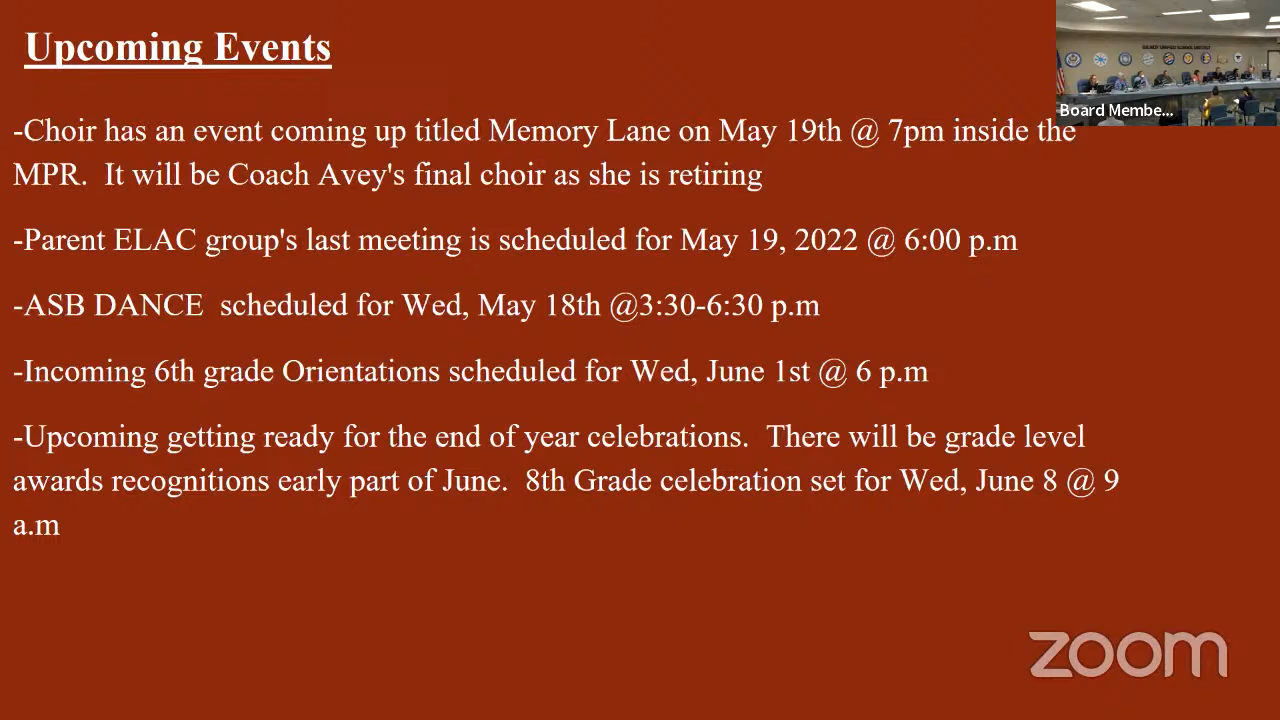 Upcoming Events
Board Membe...
-Choir has an event coming up titled Memory Lane on May 19th @ 7pm inside the
MPR.  It will be Coach Avey's final choir as she is retiring
-Parent ELAC group's last meeting is scheduled for May 19, 2022 @ 6:00 p.m
-ASB DANCE  scheduled for Wed, May 18th @3:30-6:30 p.m
-Incoming 6th grade Orientations scheduled for Wed, June 1st @ 6 p.m
-Upcoming getting ready for the end of year celebrations.  There will be grade level
awards recognitions early part of June.  8th Grade celebration set for Wed, June 8 @ 9
a.m
zoom